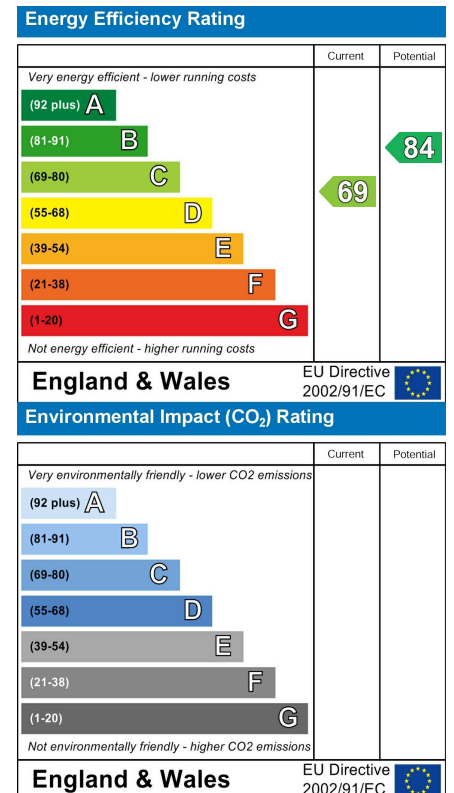 Energy Efficiency Rating
Current Potential
Very energy efficient - lower running costs
(92 plus) A
(81-91) B
84
(69-80) C
69
(55-68) D
(39-54) E
(21-38) F
(1-20) G
Not energy efficient - higher running costs
England & Wales
EU Directive
2002/91/EC
Environmental Impact (CO₂) Rating
Current Potential
Very environmentally friendly - lower CO2 emissions
(92 plus) A
(81-91) B
(69-80) C
(55-68) D
(39-54) E
(21-38) F
(1-20) G
Not environmentally friendly - higher CO2 emissions
England & Wales
EU Directive
2002/91/EC